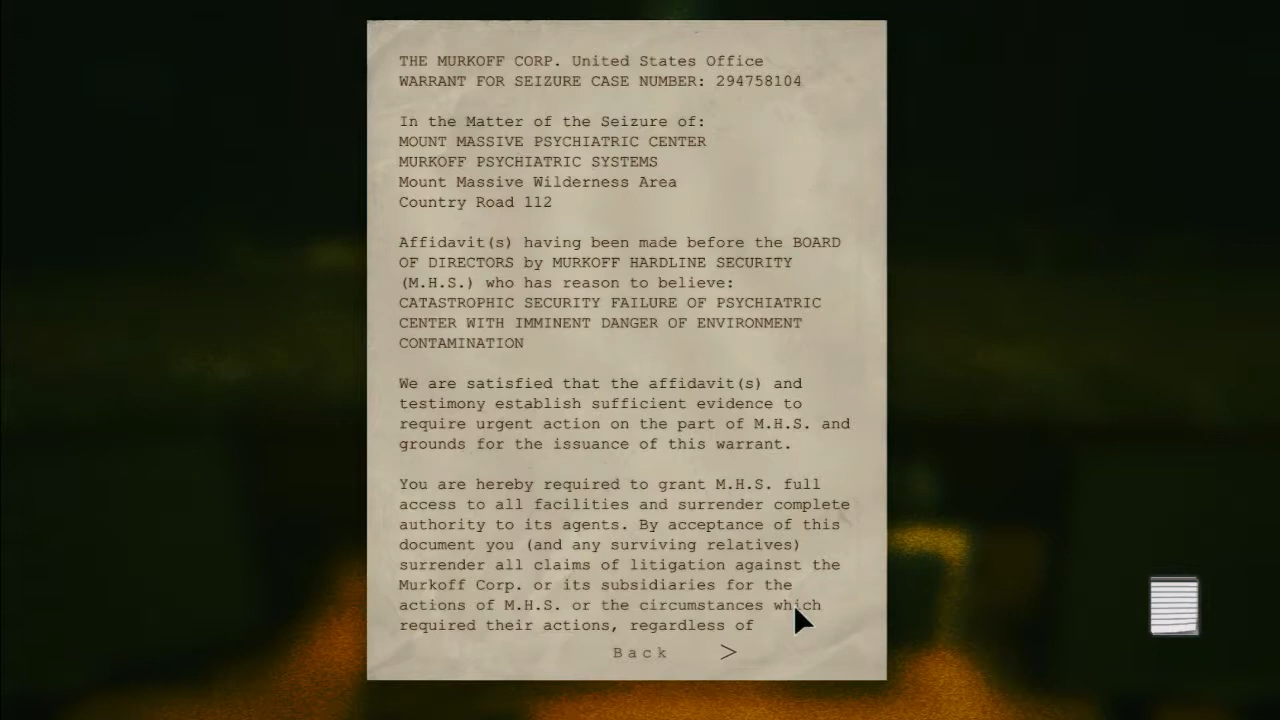 THE MURKOFF CORP. United States Office
WARRANT FOR SEIZURE CASE NUMBER: 294758104
In the Matter of the Seizure of:
MOUNT MASSIVE PSYCHIATRIC CENTER
MURKOFF PSYCHIATRIC SYSTEMS
Mount Massive Wilderness Area
Country Road 112
Affidavit(s) having been made before the BOARD
OF DIRECTORS by MURKOFF HARDLINE SECURITY
(M.H.S.) who has reason to believe:
CATASTROPHIC SECURITY FAILURE OF PSYCHIATRIC
CENTER WITH IMMINENT DANGER OF ENVIRONMENT
CONTAMINATION
We are satisfied that the affidavit(s) and
testimony establish sufficient evidence to
require urgent action on the part of M.H.S. and
grounds for the issuance of this warrant.
You are hereby required to grant M.H.S. full
access to all facilities and surrender complete
authority to its agents. By acceptance of this
document you (and any surviving relatives)
surrender all claims of litigation against the
Murkoff Corp. or its subsidiaries for the
actions of M.H.S. or the circumstances which
required their actions, regardless of
Back >